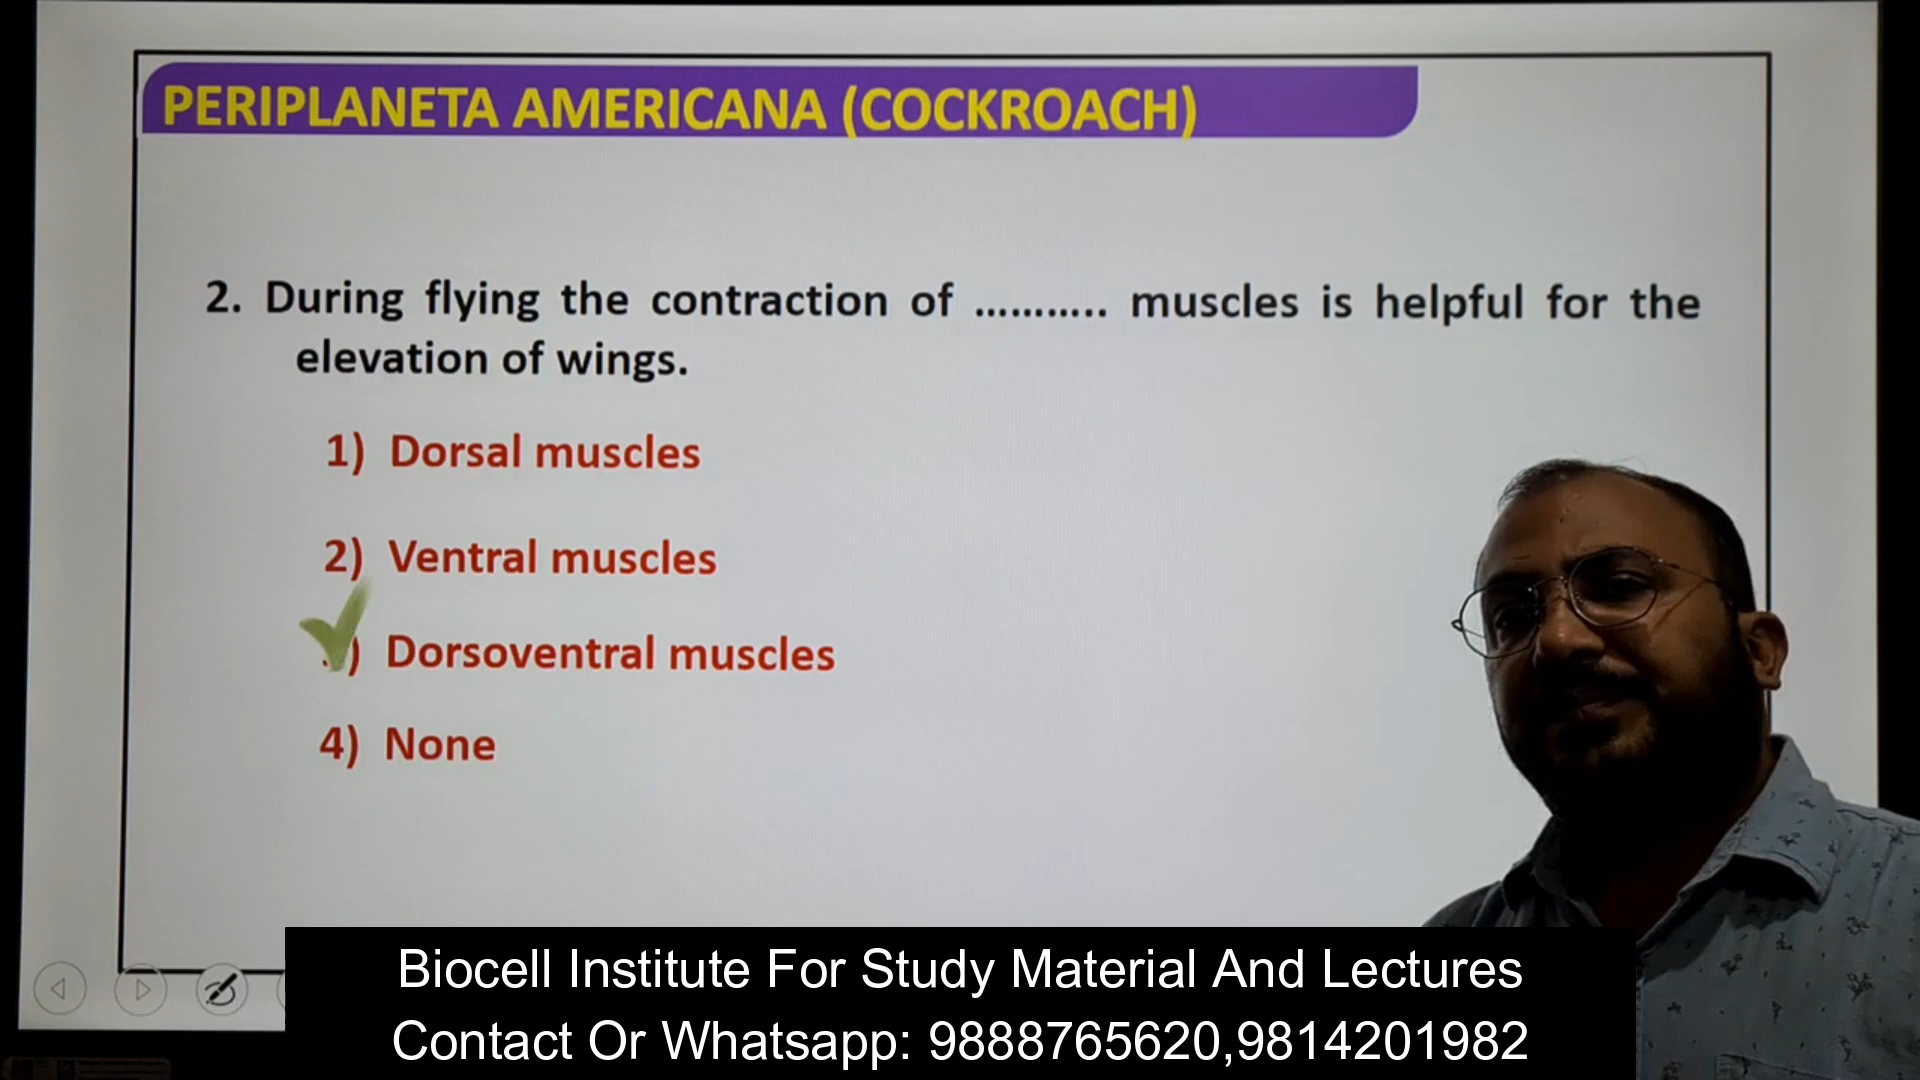 PERIPLANETA AMERICANA (COCKROACH)
2. During flying the contraction of ........... muscles is helpful for the
elevation of wings.
1) Dorsal muscles
2) Ventral muscles
) Dorsoventral muscles
4) None
Biocell Institute For Study Material And Lectures
Contact Or Whatsapp: 9888765620,9814201982